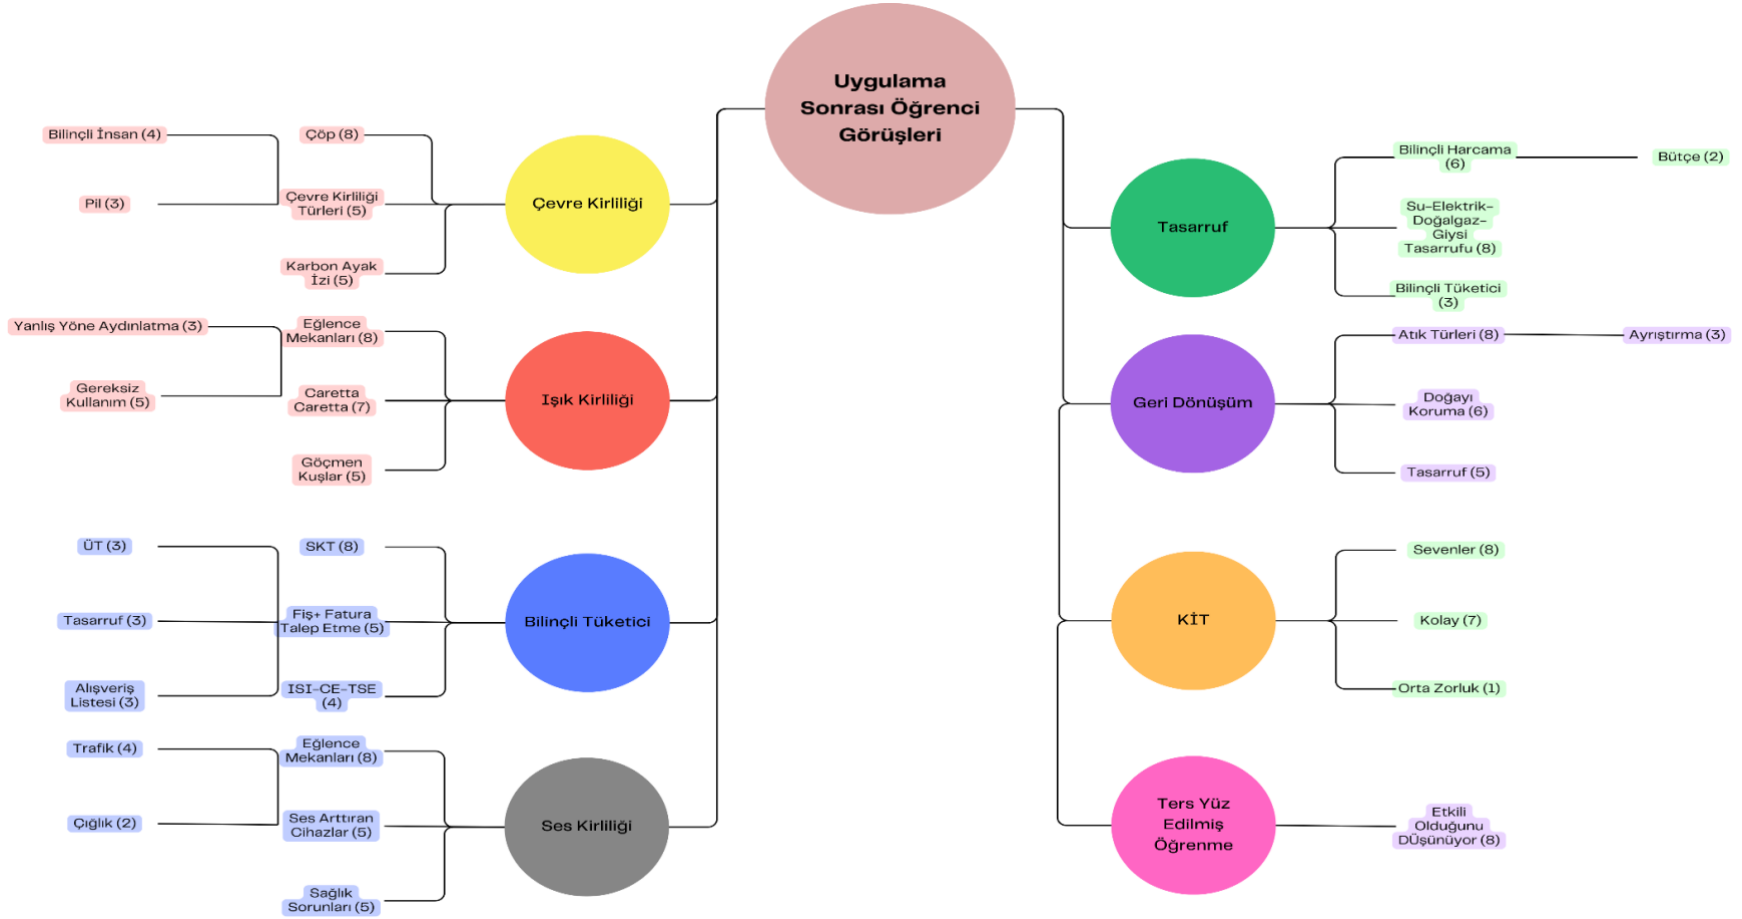 Uygulama
Sonrası Öğrenci
Görüşleri
Çevre Kirliliği
Çöp (8)
Çevre Kirliliği
Türleri (5)
Karbon Ayak
İzi (5)
Bilinçli İnsan (4)
Pil (3)
Işık Kirliliği
Eğlence
Mekanları (8)
Caretta
Caretta (7)
Göçmen
Kuşlar (5)
Yanlış Yöne Aydınlatma (3)
Gereksiz
Kullanım (5)
Bilinçli Tüketici
SKT (8)
Fiş+ Fatura
Talep Etme (5)
ISI-CE-TSE
(4)
ÜT (3)
Tasarruf (3)
Alışveriş
Listesi (3)
Ses Kirliliği
Eğlence
Mekanları (8)
Ses Arttıran
Cihazlar (5)
Sağlık
Sorunları (5)
Trafik (4)
Çığlık (2)
Tasarruf
Bilinçli Harcama
(6)
Bütçe (2)
Su-Elektrik-
Doğalgaz-
Giysi
Tasarrufu (8)
Bilinçli Tüketici
(3)
Geri Dönüşüm
Atık Türleri (8)
Ayrıştırma (3)
Doğayı
Koruma (6)
Tasarruf (5)
KİT
Sevenler (8)
Kolay (7)
Orta Zorluk (1)
Ters Yüz
Edilmiş
Öğrenme
Etkili
Olduğunu
DÜşünüyor (8)